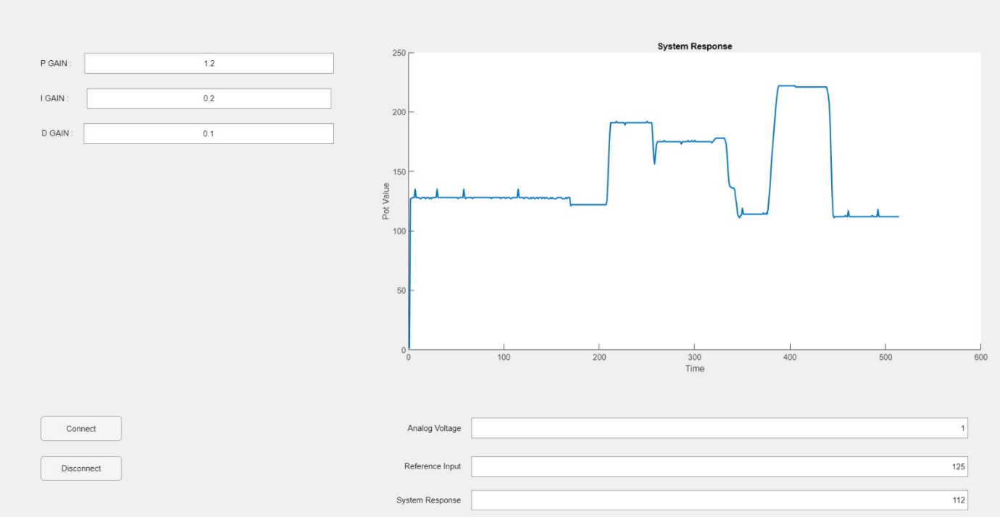 P GAIN :
1.2
I GAIN :
0.2
D GAIN :
0.1
System Response
250
200
150
100
50
0
Pot Value
0 100 200 300 400 500 600
Time
Connect
Disconnect
Analog Voltage
1
Reference Input
125
System Response
112